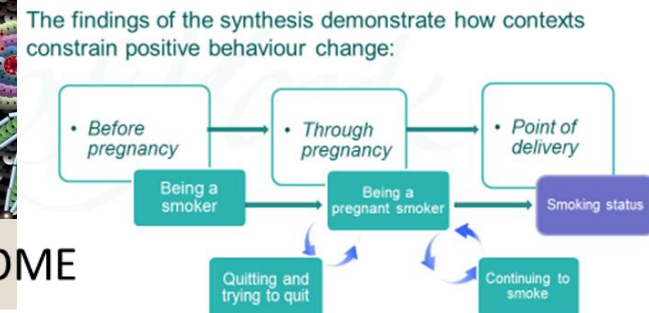 The findings of the synthesis demonstrate how contexts
constrain positive behaviour change:
• Before
pregnancy
• Through
pregnancy
• Point of
delivery
Being a
smoker
Being a
pregnant smoker
Smoking status
Quitting and
trying to quit
Continuing to
smoke